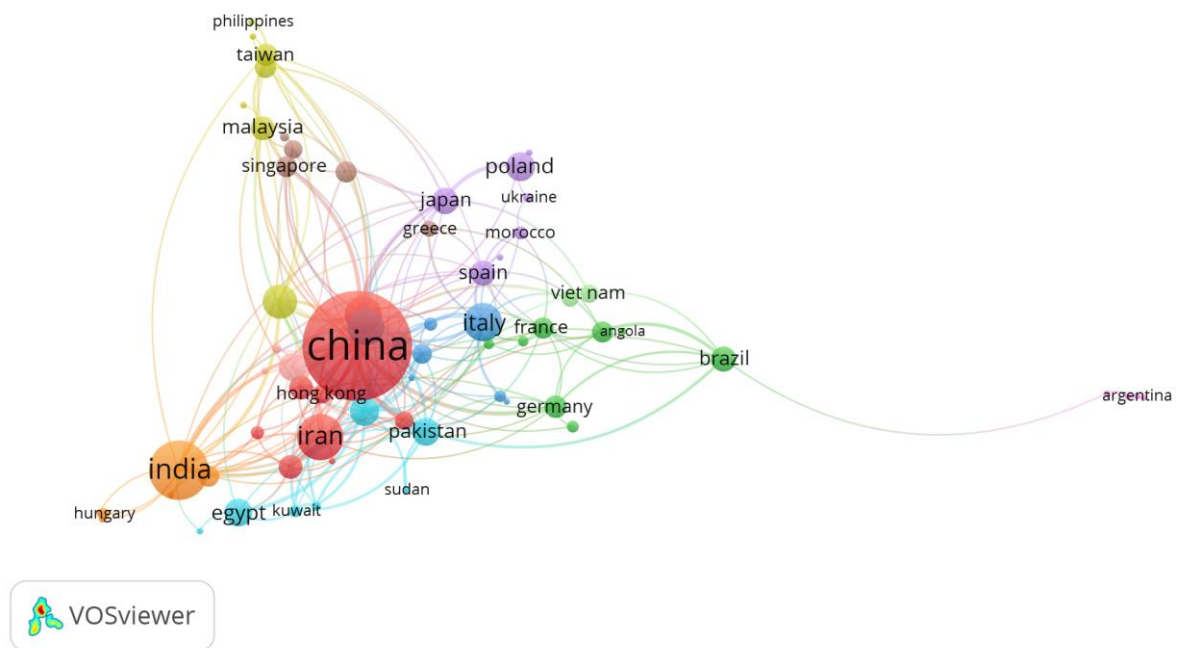 philippines
taiwan
malaysia
singapore
poland
japan
ukraine
greece
morocco
spain
viet nam
italy
france
angola
china
brazil
hong kong
argentina
germany
iran
pakistan
india
sudan
hungary
egypt
kuwait
VOSviewer